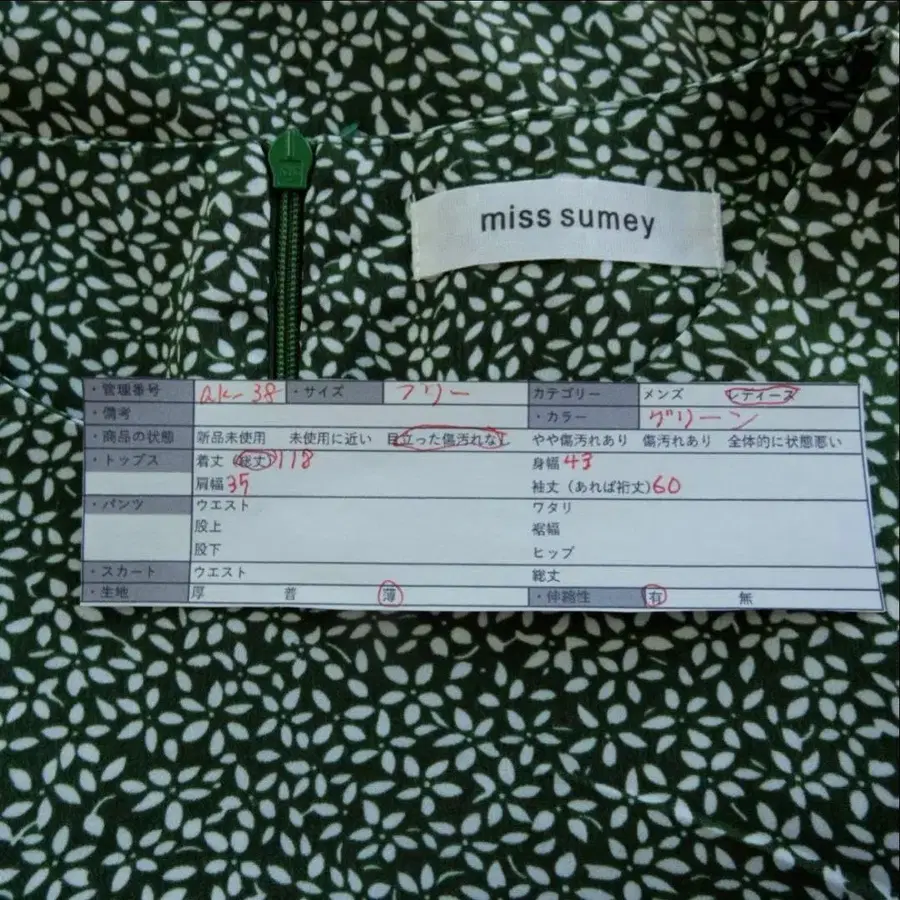 miss sumey
・管理番号 ak-38 ・サイズ フリー カテゴリー メンズ レディース
・備考 ・カラー グリーン
・商品の状態 新品未使用 未使用に近い 目立った傷汚れなし やや傷汚れあり 傷汚れあり 全体的に状態悪い
・トップス 着丈 (総丈)118 身幅43
肩幅35 袖丈(あれば裄丈)60
・パンツ ウエスト ワタリ
股上 裾幅
股下 ヒップ
・スカート ウエスト 総丈
・生地 厚 普 薄 ・伸縮性 有 無